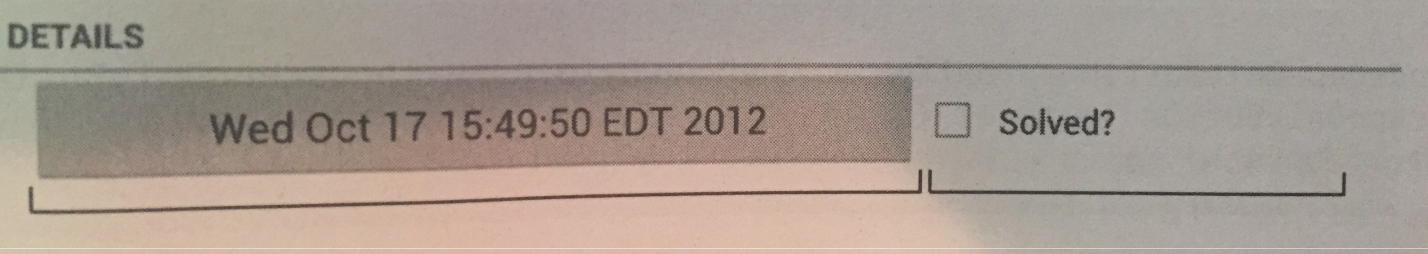 DETAILS
Wed Oct 17 15:49:50 EDT 2012
Solved?